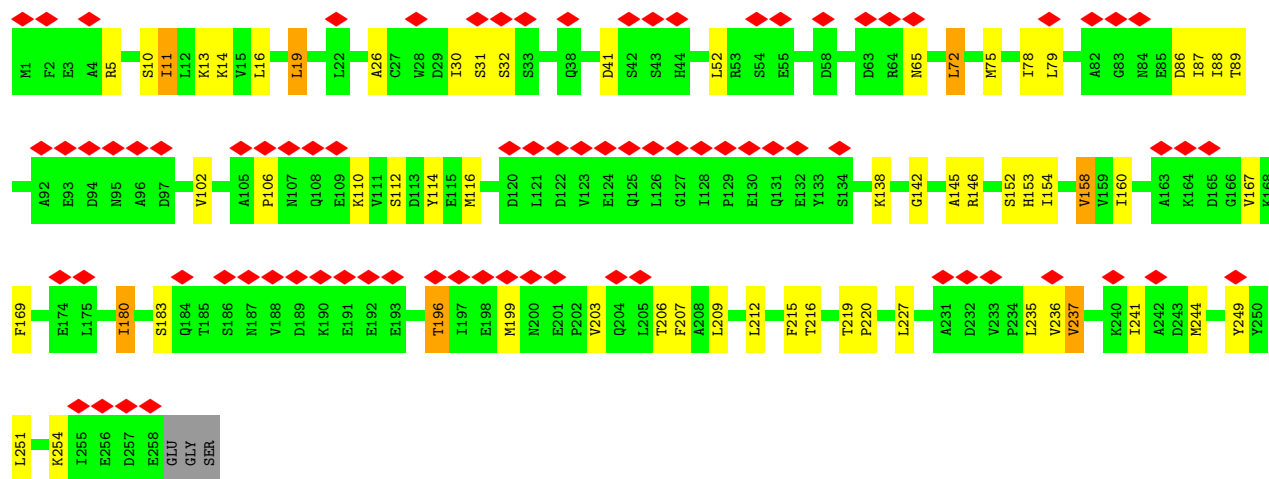 M1 F2 E3 A4 R5 S10 I11 L12 K13 K14 V15 L16 L19 L22 A26 C27 W28 D29 I30 S31 S32 S33 Q38 D41 S42 S43 H44 L52 R53 S54 E55 D58 D63 R64 N65 L72 M75 I78 L79 A82 G83 N84 E85 D86 I87 I88 T89
A92 E93 D94 N95 A96 D97 V102 A105 P106 N107 Q108 E109 K110 V111 S112 D113 Y114 E115 M116 D120 L121 D122 V123 E124 Q125 L126 G127 I128 P129 E130 Q131 E132 Y133 S134 K138 G142 A145 R146 S152 H153 I154 V158 V159 I160 A163 K164 D165 G166 V167 K168
F169 E174 L175 I180 S183 Q184 T185 S186 N187 V188 D189 K190 E191 E192 E193 T196 I197 E198 M199 N200 E201 P202 V203 Q204 L205 T206 F207 A208 L209 L212 F215 T216 T219 P220 L227 A231 D232 V233 P234 L235 V236 V237 K240 I241 A242 D243 M244 Y249 Y250
L251 K254 I255 E256 D257 E258 GLU GLY SER